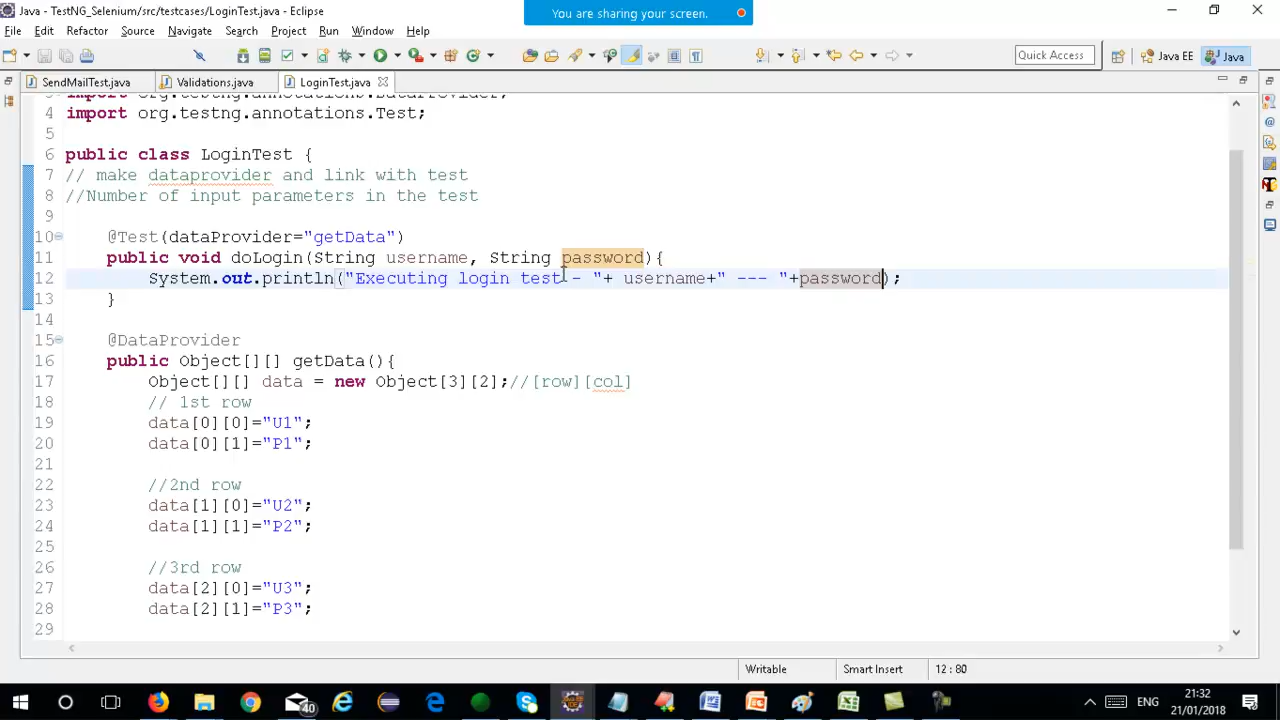 Java - TestNG_Selenium/src/testcases/LoginTest.java - Eclipse
You are sharing your screen.
File Edit Refactor Source Navigate Search Project Run Window Help
Quick Access Java EE Java
SendMailTest.java Validations.java LoginTest.java
3 import org.testng.annotations.DataProvider;
4 import org.testng.annotations.Test;
5
6 public class LoginTest {
7 // make dataprovider and link with test
8 //Number of input parameters in the test
9
10 @Test(dataProvider="getData")
11 public void doLogin(String username, String password){
12 System.out.println("Executing login test - "+ username+" --- "+password);
13 }
14
15 @DataProvider
16 public Object[][] getData(){
17 Object[][] data = new Object[3][2];//[row][col]
18 // 1st row
19 data[0][0]="U1";
20 data[0][1]="P1";
21
22 //2nd row
23 data[1][0]="U2";
24 data[1][1]="P2";
25
26 //3rd row
27 data[2][0]="U3";
28 data[2][1]="P3";
29
Writable Smart Insert 12 : 80
40
ENG
21:32
21/01/2018